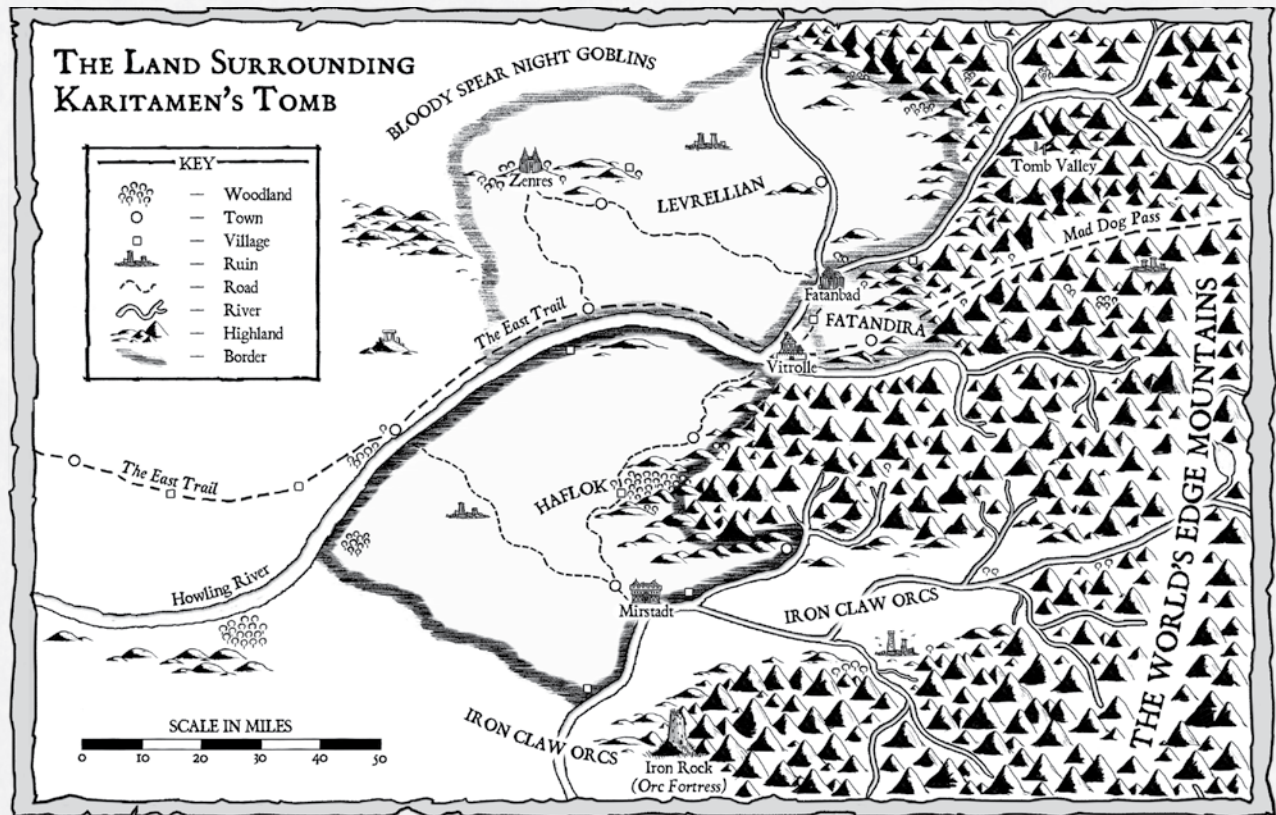 THE LAND SURROUNDING
KARITAMEN'S TOMB
KEY
— Woodland
— Town
— Village
— Ruin
— Road
— River
— Highland
— Border
BLOODY SPEAR NIGHT GOBLINS
Zenres
LEVRELLIAN
Tomb Valley
Mad Dog Pass
Fatanbad
FATANDIRA
The East Trail
Vitrolle
THE WORLD'S EDGE MOUNTAINS
The East Trail
HAFLOK
Howling River
Mirstadt
IRON CLAW ORCS
IRON CLAW ORCS
Iron Rock
(Orc Fortress)
SCALE IN MILES
0 10 20 30 40 50